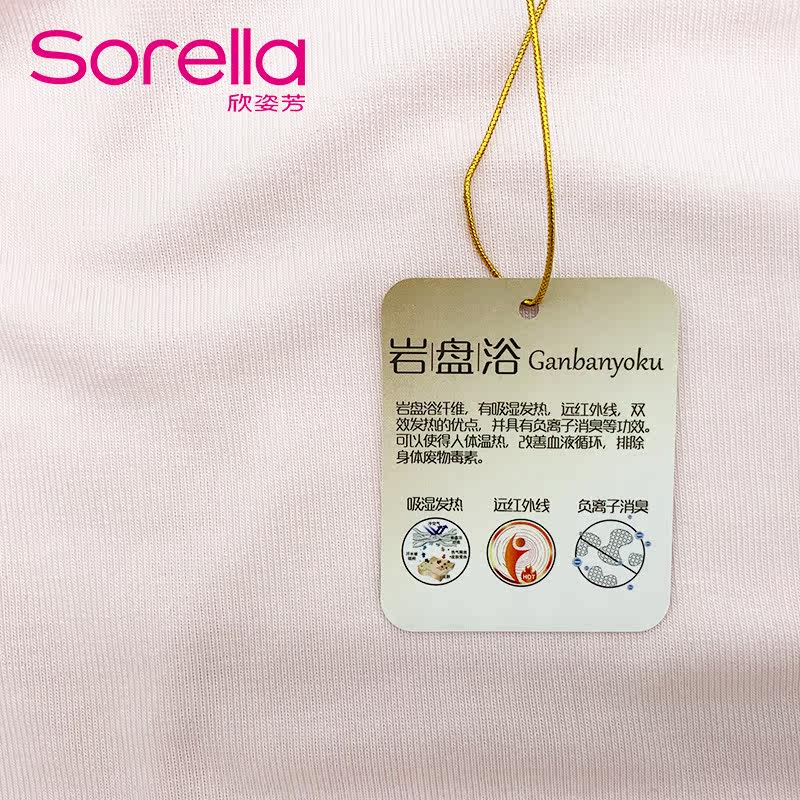 Sorella
欣姿芳
岩盘浴 Ganbanyoku
岩盘浴纤维，有吸湿发热，远红外线，双
效发热的优点，并具有负离子消臭等功效。
可以使得人体温热，改善血液循环，排除
身体废物毒素。
吸湿发热 远红外线 负离子消臭
HOT